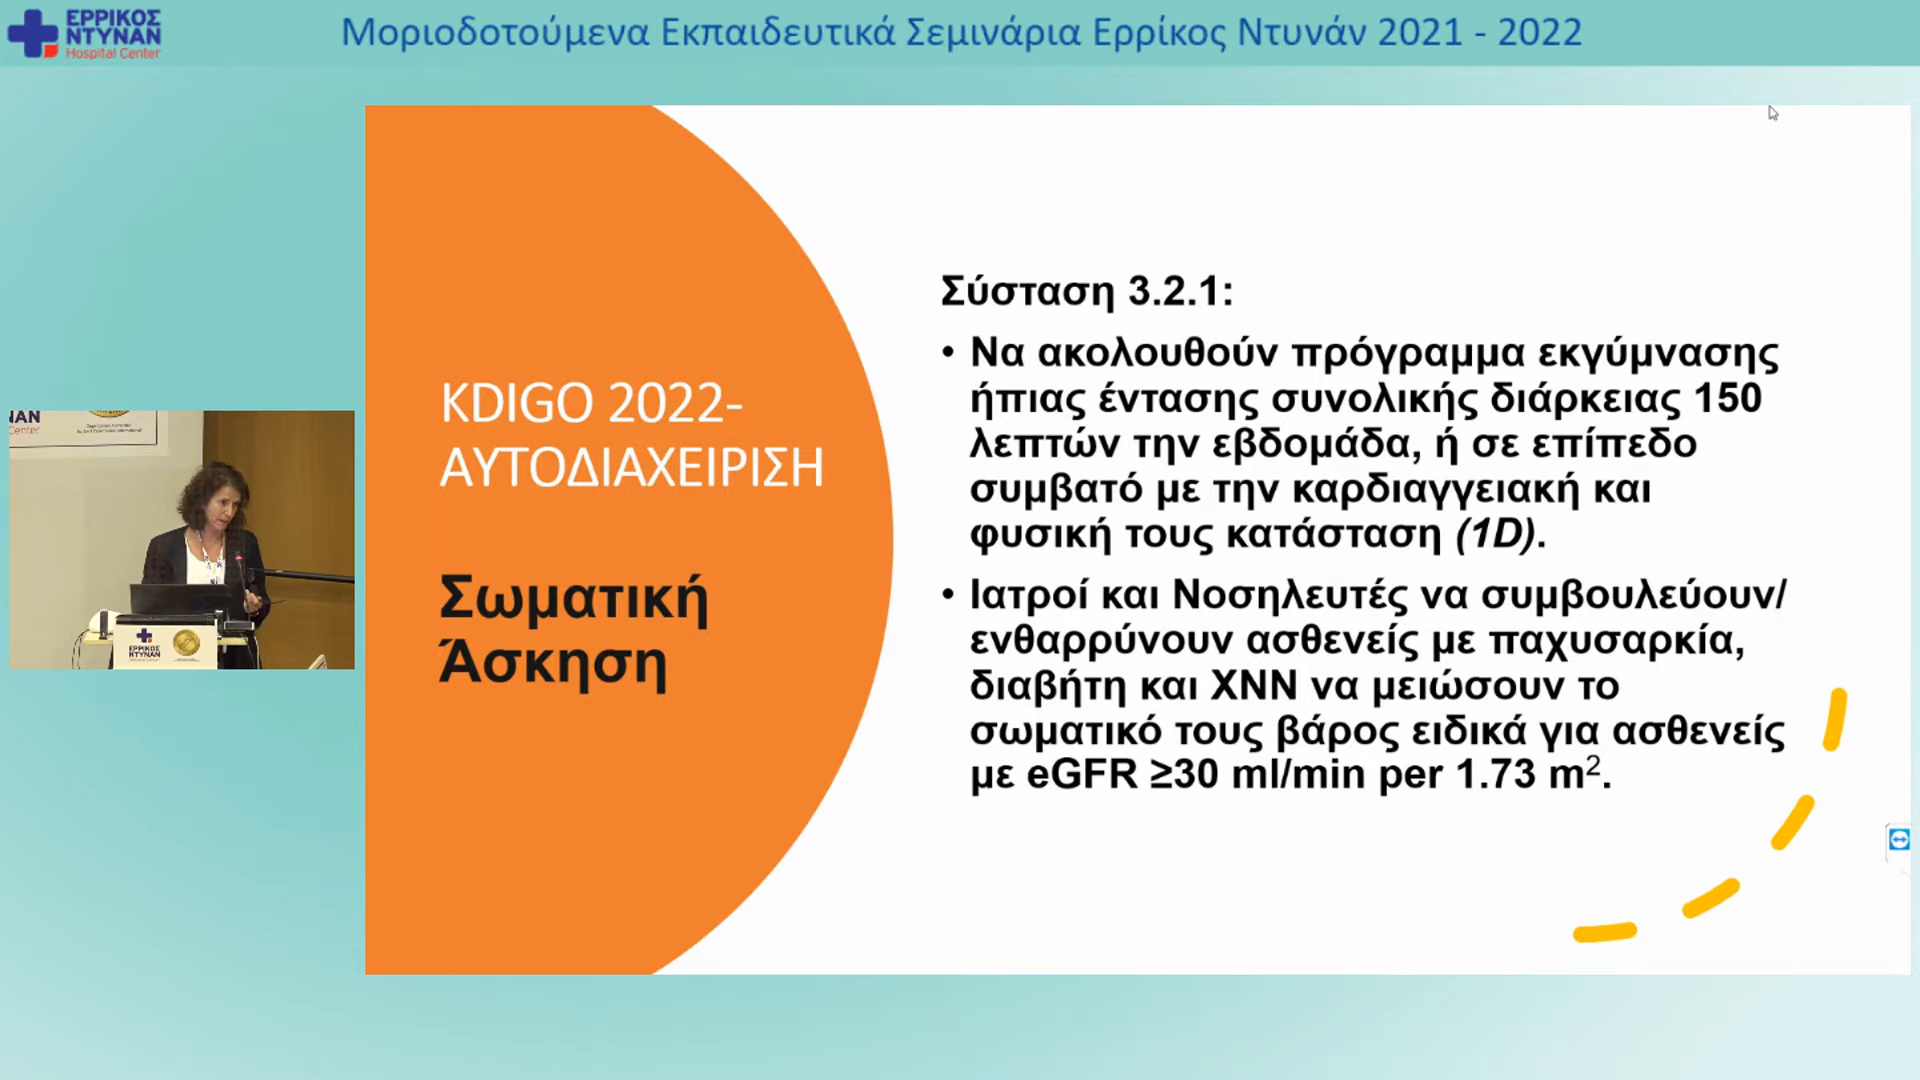 ΕΡΡΙΚΟΣ
ΝΤΥΝΑΝ
Hospital Center
Μοριοδοτούμενα Εκπαιδευτικά Σεμινάρια Ερρίκος Ντυνάν 2021 - 2022
KDIGO 2022-
ΑΥΤΟΔΙΑΧΕΙΡΙΣΗ
Σωματική
Άσκηση
Σύσταση 3.2.1:
• Να ακολουθούν πρόγραμμα εκγύμνασης
ήπιας έντασης συνολικής διάρκειας 150
λεπτών την εβδομάδα, ή σε επίπεδο
συμβατό με την καρδιαγγειακή και
φυσική τους κατάσταση (1D).
• Ιατροί και Νοσηλευτές να συμβουλεύουν/
ενθαρρύνουν ασθενείς με παχυσαρκία,
διαβήτη και ΧΝΝ να μειώσουν το
σωματικό τους βάρος ειδικά για ασθενείς
με eGFR ≥30 ml/min per 1.73 m².
ΕΡΡΙΚΟΣ
ΝΤΥΝΑΝ